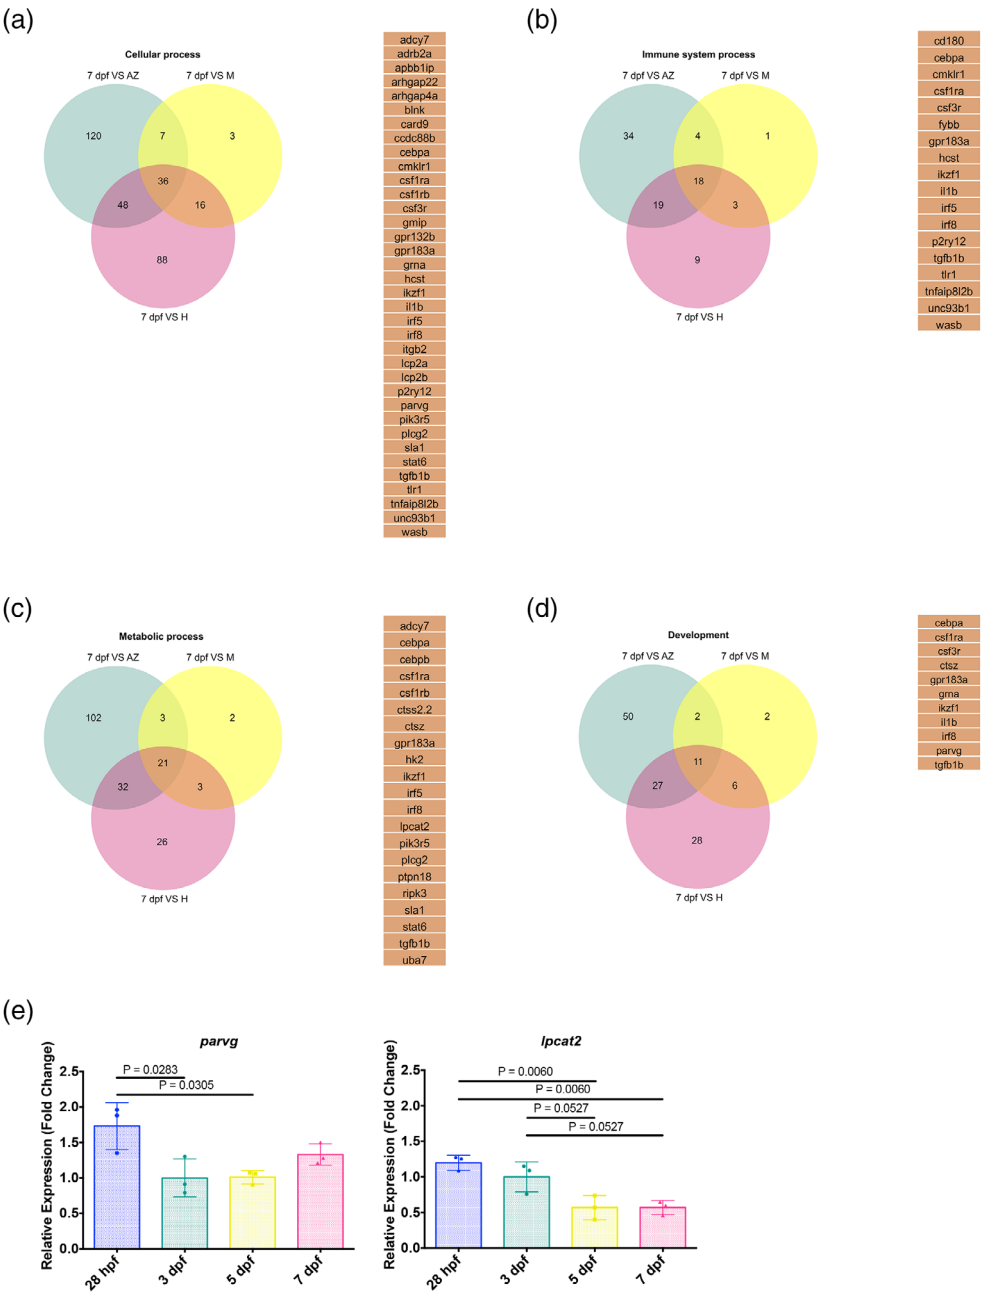 (a)
Cellular process
7 dpf VS AZ
7 dpf VS M
120
7
3
36
48
16
88
7 dpf VS H
adcy7
adrb2a
apbb1ip
arhgap22
arhgap4a
blnk
card9
ccdc88b
cebpa
cmklr1
csf1ra
csf1rb
csf3r
gmip
gpr132b
gpr183a
grna
hcst
ikzf1
il1b
irf5
irf8
itgb2
lcp2a
lcp2b
p2ry12
parvg
pik3r5
plcg2
sla1
stat6
tgfb1b
tlr1
tnfaip8l2b
unc93b1
wasb
(b)
Immune system process
7 dpf VS AZ
7 dpf VS M
34
4
1
18
19
3
9
7 dpf VS H
cd180
cebpa
cmklr1
csf1ra
csf3r
fybb
gpr183a
hcst
ikzf1
il1b
irf5
irf8
p2ry12
tgfb1b
tlr1
tnfaip8l2b
unc93b1
wasb
(c)
Metabolic process
7 dpf VS AZ
7 dpf VS M
102
3
2
21
32
3
26
7 dpf VS H
adcy7
cebpa
cebpb
csf1ra
csf1rb
ctss2.2
ctsz
gpr183a
hk2
ikzf1
irf5
irf8
lpcat2
pik3r5
plcg2
ptpn18
ripk3
sla1
stat6
tgfb1b
uba7
(d)
Development
7 dpf VS AZ
7 dpf VS M
50
2
2
11
27
6
28
7 dpf VS H
cebpa
csf1ra
csf3r
ctsz
gpr183a
grna
ikzf1
il1b
irf8
parvg
tgfb1b
(e)
parvg
Relative Expression (Fold Change)
2.5
2.0
1.5
1.0
0.5
0.0
P = 0.0283
P = 0.0305
28 hpf
3 dpf
5 dpf
7 dpf
lpcat2
Relative Expression (Fold Change)
2.5
2.0
1.5
1.0
0.5
0.0
P = 0.0060
P = 0.0060
P = 0.0527
P = 0.0527
28 hpf
3 dpf
5 dpf
7 dpf